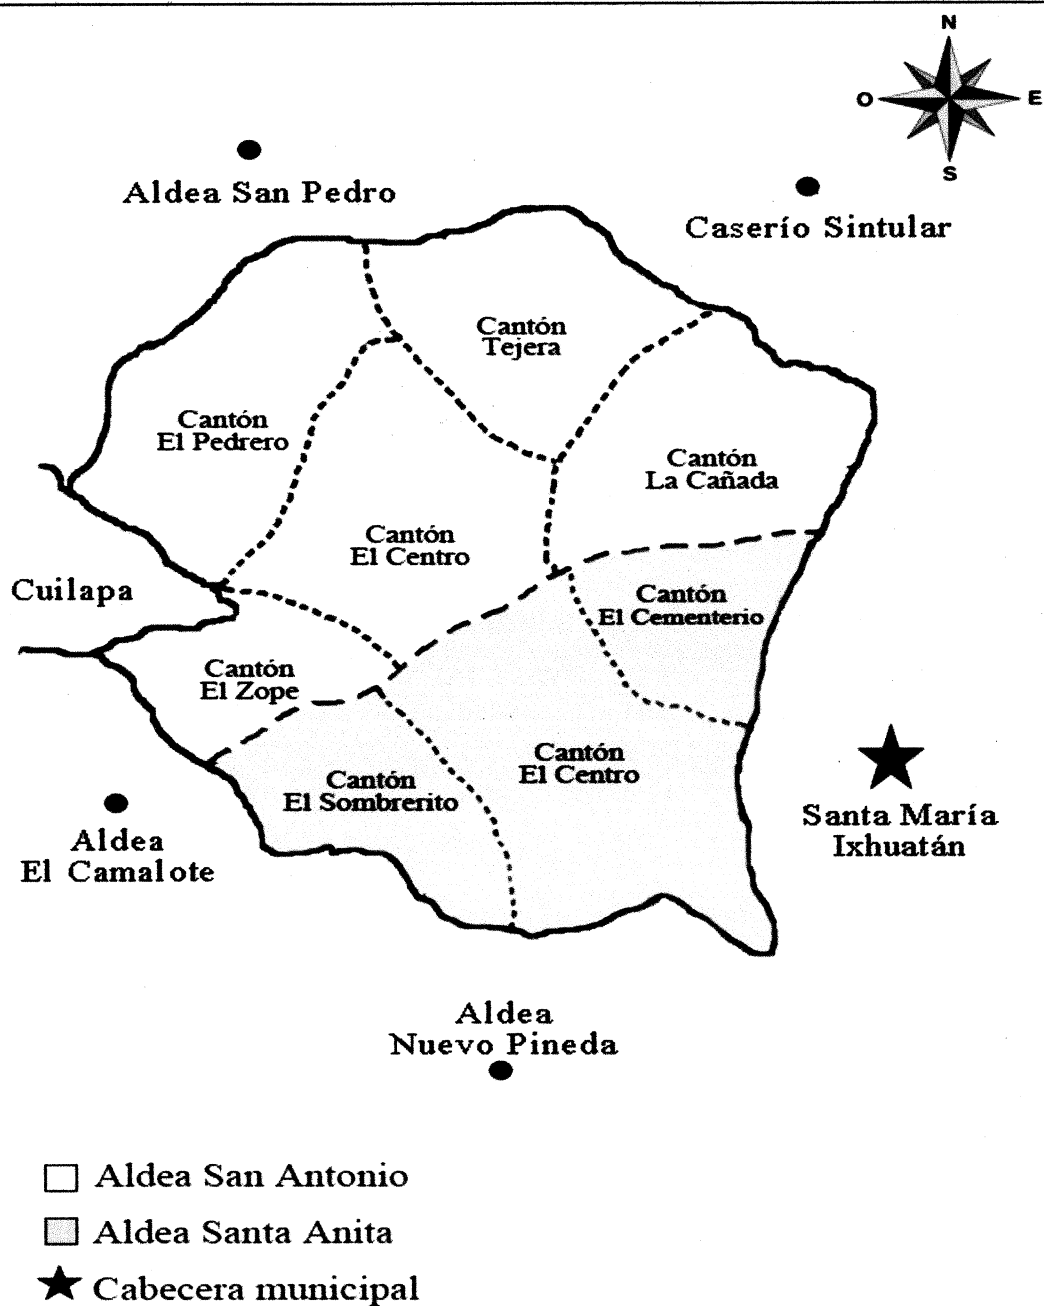 N
O
E
S
Aldea San Pedro
Caserío Sintular
Cantón
Tejera
Cantón
El Pedrero
Cantón
La Cañada
Cantón
El Centro
Cuilapa
Cantón
El Cementerio
Cantón
El Zope
Cantón
El Centro
Cantón
El Sombrerito
Santa María
Ixhuatán
Aldea
El Camalote
Aldea
Nuevo Pineda
Aldea San Antonio
Aldea Santa Anita
Cabecera municipal